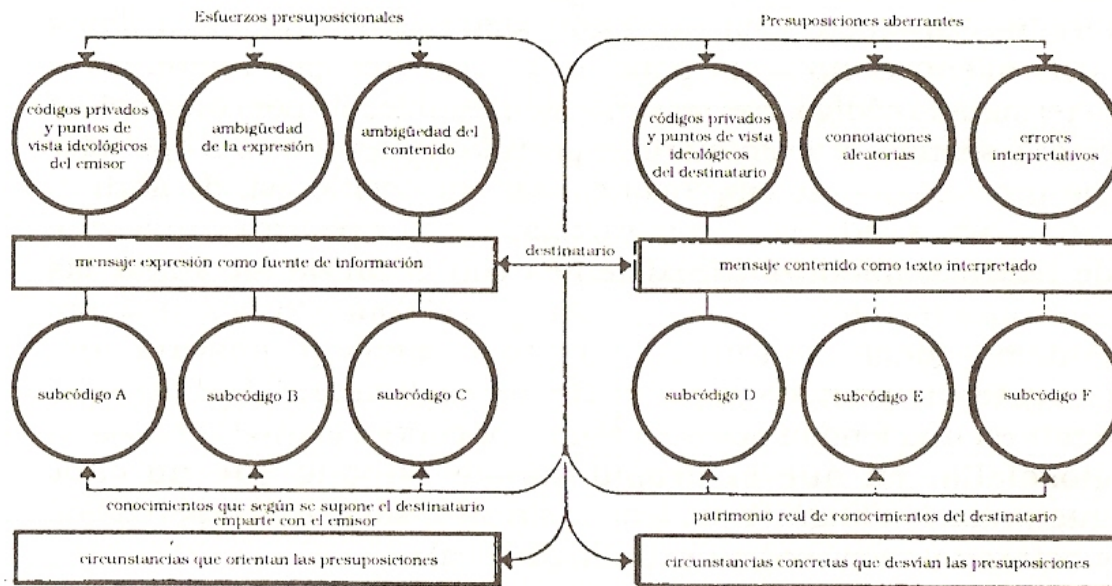 Esfuerzos presuposicionales
Presuposiciones aberrantes
códigos privados
y puntos de
vista ideológicos
del emisor
ambigüedad
de la expresión
ambigüedad del
contenido
códigos privados
y puntos de
vista
ideológicos
del destinatario
connotaciones
aleatorias
errores
interpretativos
mensaje expresión como fuente de información
destinatario
mensaje contenido como texto interpretado
subcódigo A
subcódigo B
subcódigo C
subcódigo D
subcódigo E
subcódigo F
conocimientos que según se supone el destinatario
emparte con el emisor
patrimonio real de conocimientos del destinatario
circunstancias que orientan las presuposiciones
circunstancias concretas que desvían las presuposiciones